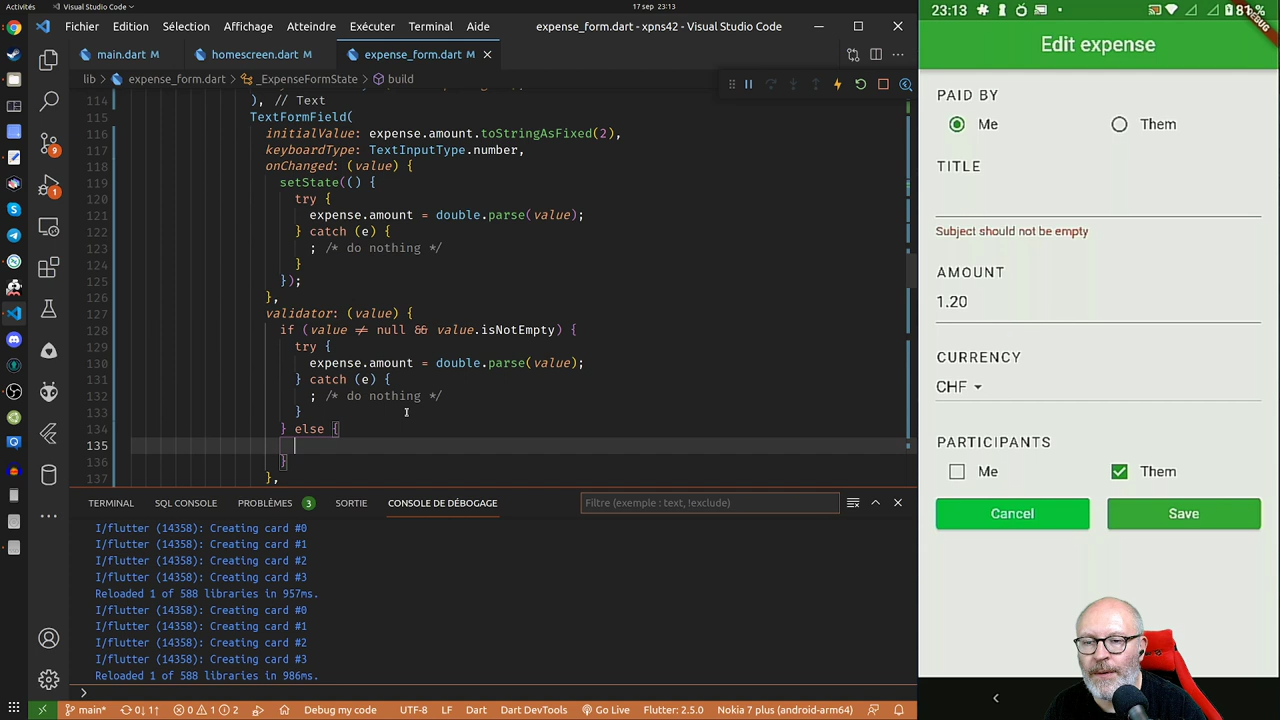 Activités
Visual Studio Code
17 sep 23:13
Fichier Edition Sélection Affichage Atteindre Exécuter Terminal Aide
expense_form.dart - xpns42 - Visual Studio Code
main.dart M
homescreen.dart M
expense_form.dart M
lib > expense_form.dart > _ExpenseFormState > build
114 ), // Text
115 TextFormField(
116 initialValue: expense.amount.toStringAsFixed(2),
117 keyboardType: TextInputType.number,
118 onChanged: (value) {
119 setState(() {
120 try {
121 expense.amount = double.parse(value);
122 } catch (e) {
123 ; /* do nothing */
124 }
125 });
126 },
127 validator: (value) {
128 if (value ≠ null && value.isNotEmpty) {
129 try {
130 expense.amount = double.parse(value);
131 } catch (e) {
132 ; /* do nothing */
133 }
134 } else {
135
136 }
137 },
9
1
TERMINAL SQL CONSOLE PROBLÈMES 3 SORTIE CONSOLE DE DÉBOGAGE
Filtre (exemple : text, !exclude)
I/flutter (14358): Creating card #0
I/flutter (14358): Creating card #1
I/flutter (14358): Creating card #2
I/flutter (14358): Creating card #3
Reloaded 1 of 588 libraries in 957ms.
I/flutter (14358): Creating card #0
I/flutter (14358): Creating card #1
I/flutter (14358): Creating card #2
I/flutter (14358): Creating card #3
Reloaded 1 of 588 libraries in 986ms.
main* 0↓ 1↑ 0 1 2 Debug my code UTF-8 LF Dart Dart DevTools Go Live Flutter: 2.5.0 Nokia 7 plus (android-arm64)
23:13
81%
Edit expense
PAID BY
Me Them
TITLE
Subject should not be empty
AMOUNT
1.20
CURRENCY
CHF
PARTICIPANTS
Me Them
Cancel Save